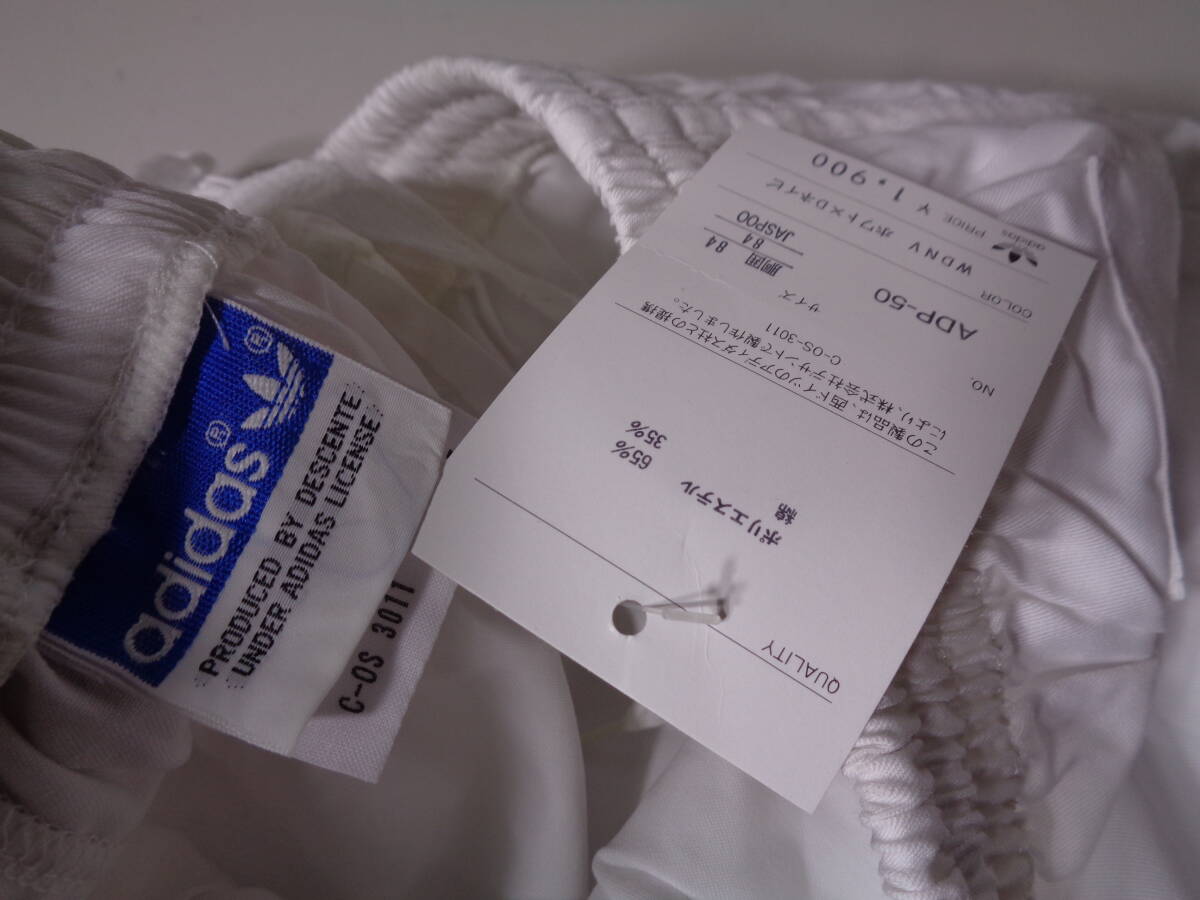 adidas®
®
PRODUCED BY DESCENTE
UNDER ADIDAS LICENSE
C-OS 3011
QUALITY
ポリエステル 65%
綿 35%
この製品は、西ドイツのアディダス社との提携
により、株式会社デサントで製作しました。
C-OS-3011
NO.
ADP-50
サイズ
胴囲 84
84
JASPOO
COLOR
WDNV ホワト×Dネイビ
adidas
PRICE ¥1,900